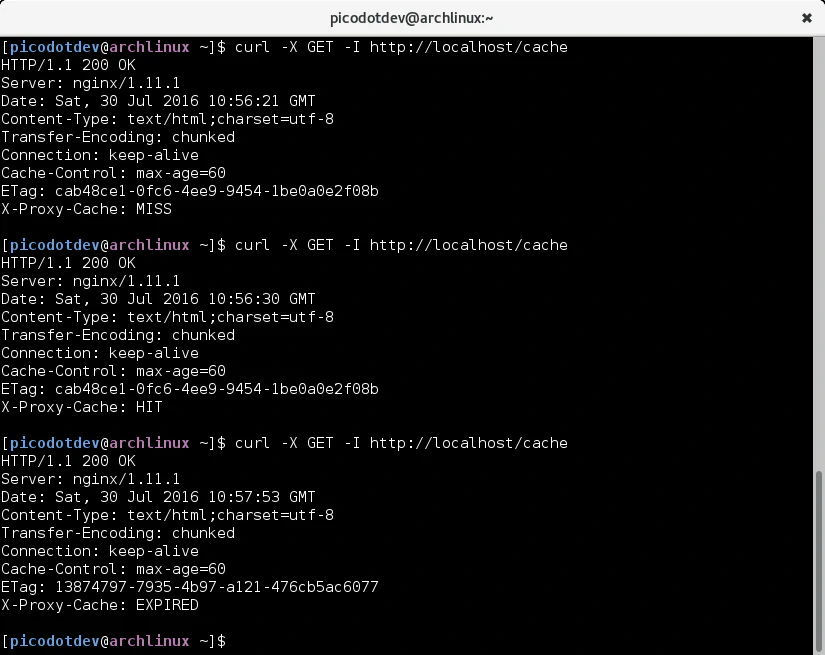 picodotdev@archlinux:~
[picodotdev@archlinux ~]$ curl -X GET -I http://localhost/cache
HTTP/1.1 200 OK
Server: nginx/1.11.1
Date: Sat, 30 Jul 2016 10:56:21 GMT
Content-Type: text/html;charset=utf-8
Transfer-Encoding: chunked
Connection: keep-alive
Cache-Control: max-age=60
ETag: cab48ce1-0fc6-4ee9-9454-1be0a0e2f08b
X-Proxy-Cache: MISS
[picodotdev@archlinux ~]$ curl -X GET -I http://localhost/cache
HTTP/1.1 200 OK
Server: nginx/1.11.1
Date: Sat, 30 Jul 2016 10:56:30 GMT
Content-Type: text/html;charset=utf-8
Transfer-Encoding: chunked
Connection: keep-alive
Cache-Control: max-age=60
ETag: cab48ce1-0fc6-4ee9-9454-1be0a0e2f08b
X-Proxy-Cache: HIT
[picodotdev@archlinux ~]$ curl -X GET -I http://localhost/cache
HTTP/1.1 200 OK
Server: nginx/1.11.1
Date: Sat, 30 Jul 2016 10:57:53 GMT
Content-Type: text/html;charset=utf-8
Transfer-Encoding: chunked
Connection: keep-alive
Cache-Control: max-age=60
ETag: 13874797-7935-4b97-a121-476cb5ac6077
X-Proxy-Cache: EXPIRED
[picodotdev@archlinux ~]$